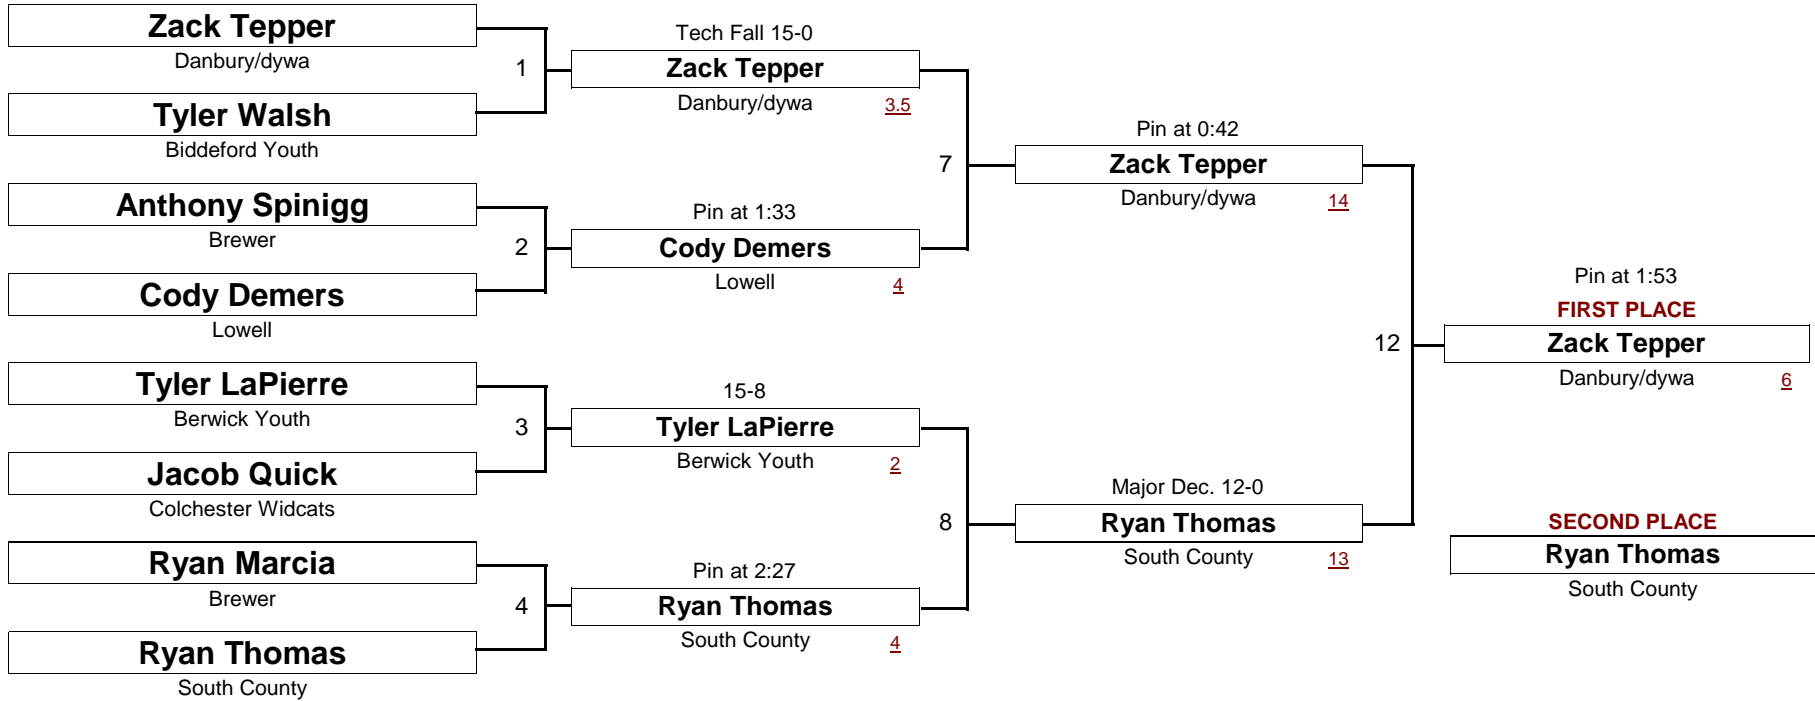 Zack Tepper
Danbury/dywa
1
Tyler Walsh
Biddeford Youth
Anthony Spinigg
Brewer
2
Cody Demers
Lowell
Tyler LaPierre
Berwick Youth
3
Jacob Quick
Colchester Widcats
Ryan Marcia
Brewer
4
Ryan Thomas
South County
Tech Fall 15-0
Zack Tepper
Danbury/dywa 3.5
7
Pin at 1:33
Cody Demers
Lowell 4
15-8
Tyler LaPierre
Berwick Youth 2
8
Pin at 2:27
Ryan Thomas
South County 4
Pin at 0:42
Zack Tepper
Danbury/dywa 14
12
Major Dec. 12-0
Ryan Thomas
South County 13
Pin at 1:53
FIRST PLACE
Zack Tepper
Danbury/dywa 6
SECOND PLACE
Ryan Thomas
South County